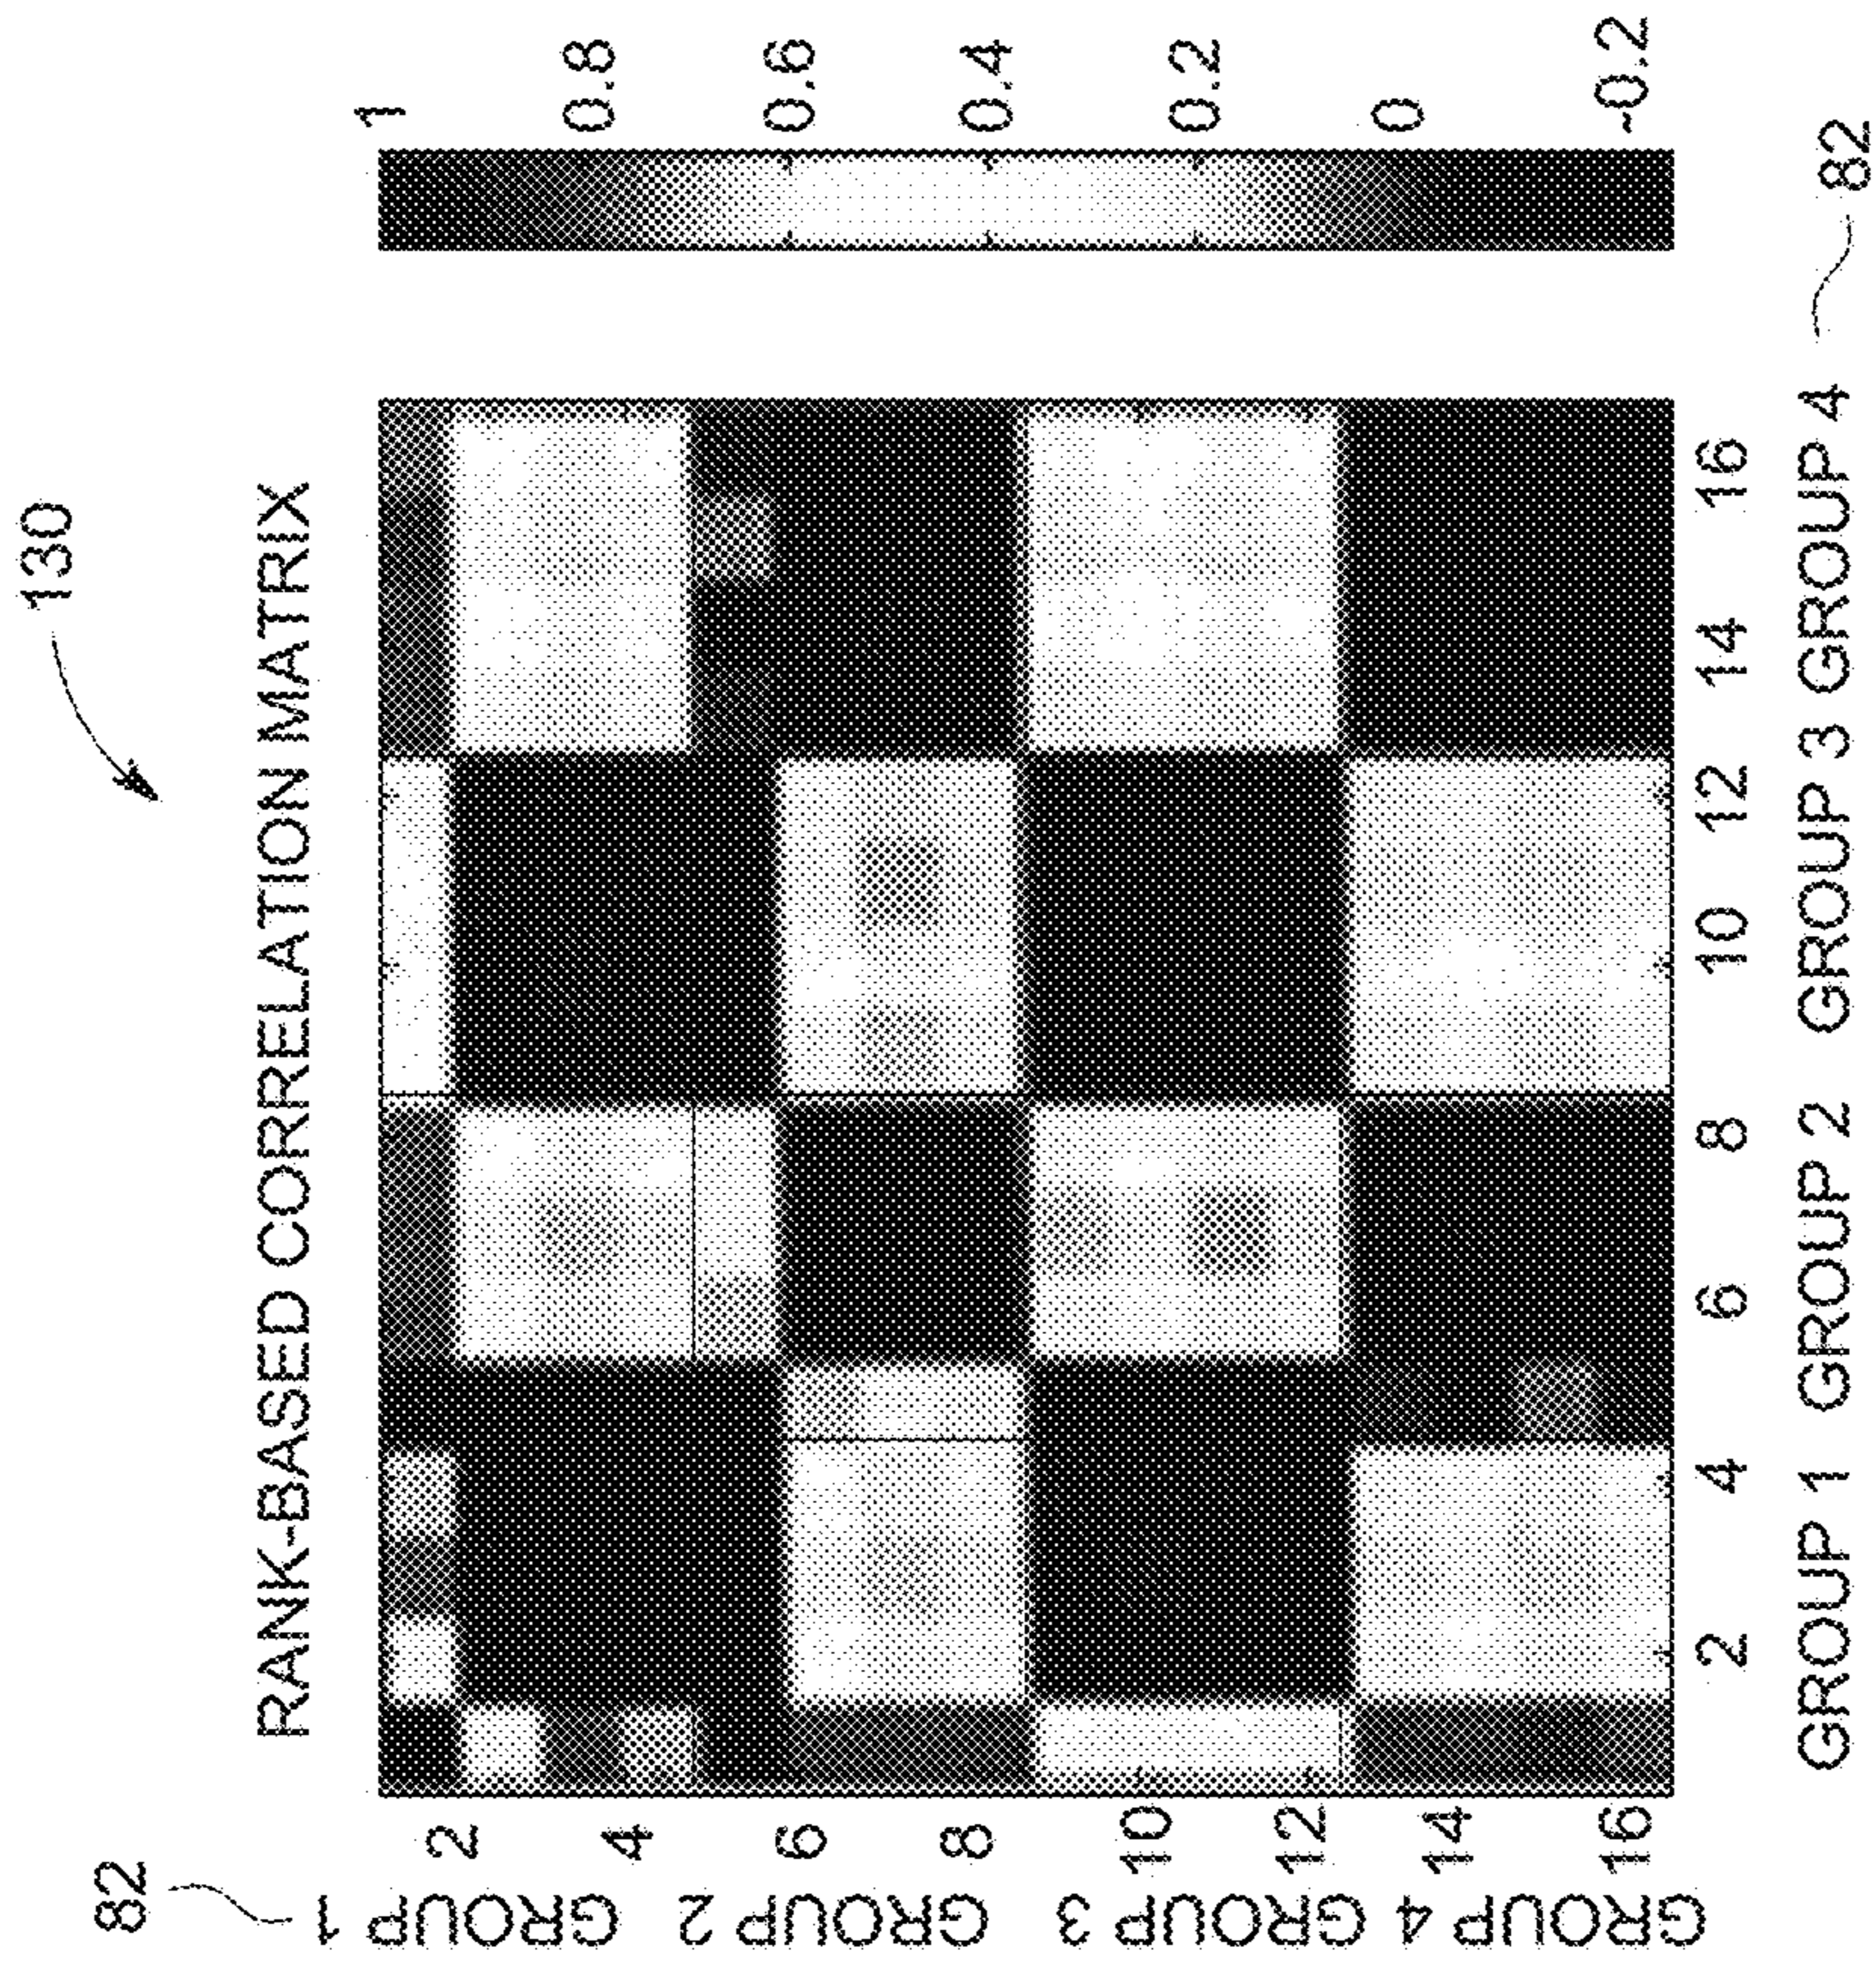 130
RANK-BASED CORRELATION MATRIX
82
GROUP 1
GROUP 2
GROUP 3
GROUP 4
2
4
6
8
10
12
14
16
2 4 6 8 10 12 14 16
GROUP 1 GROUP 2 GROUP 3 GROUP 4
82
1
0.8
0.6
0.4
0.2
0
-0.2